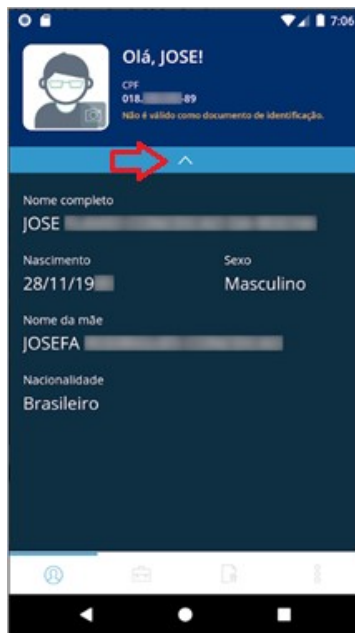 7:06
Olá, JOSE!
CPF
018. -89
Não é válido como documento de identificação.
Nome completo
JOSE
Nascimento Sexo
28/11/19 Masculino
Nome da mãe
JOSEFA
Nacionalidade
Brasileiro